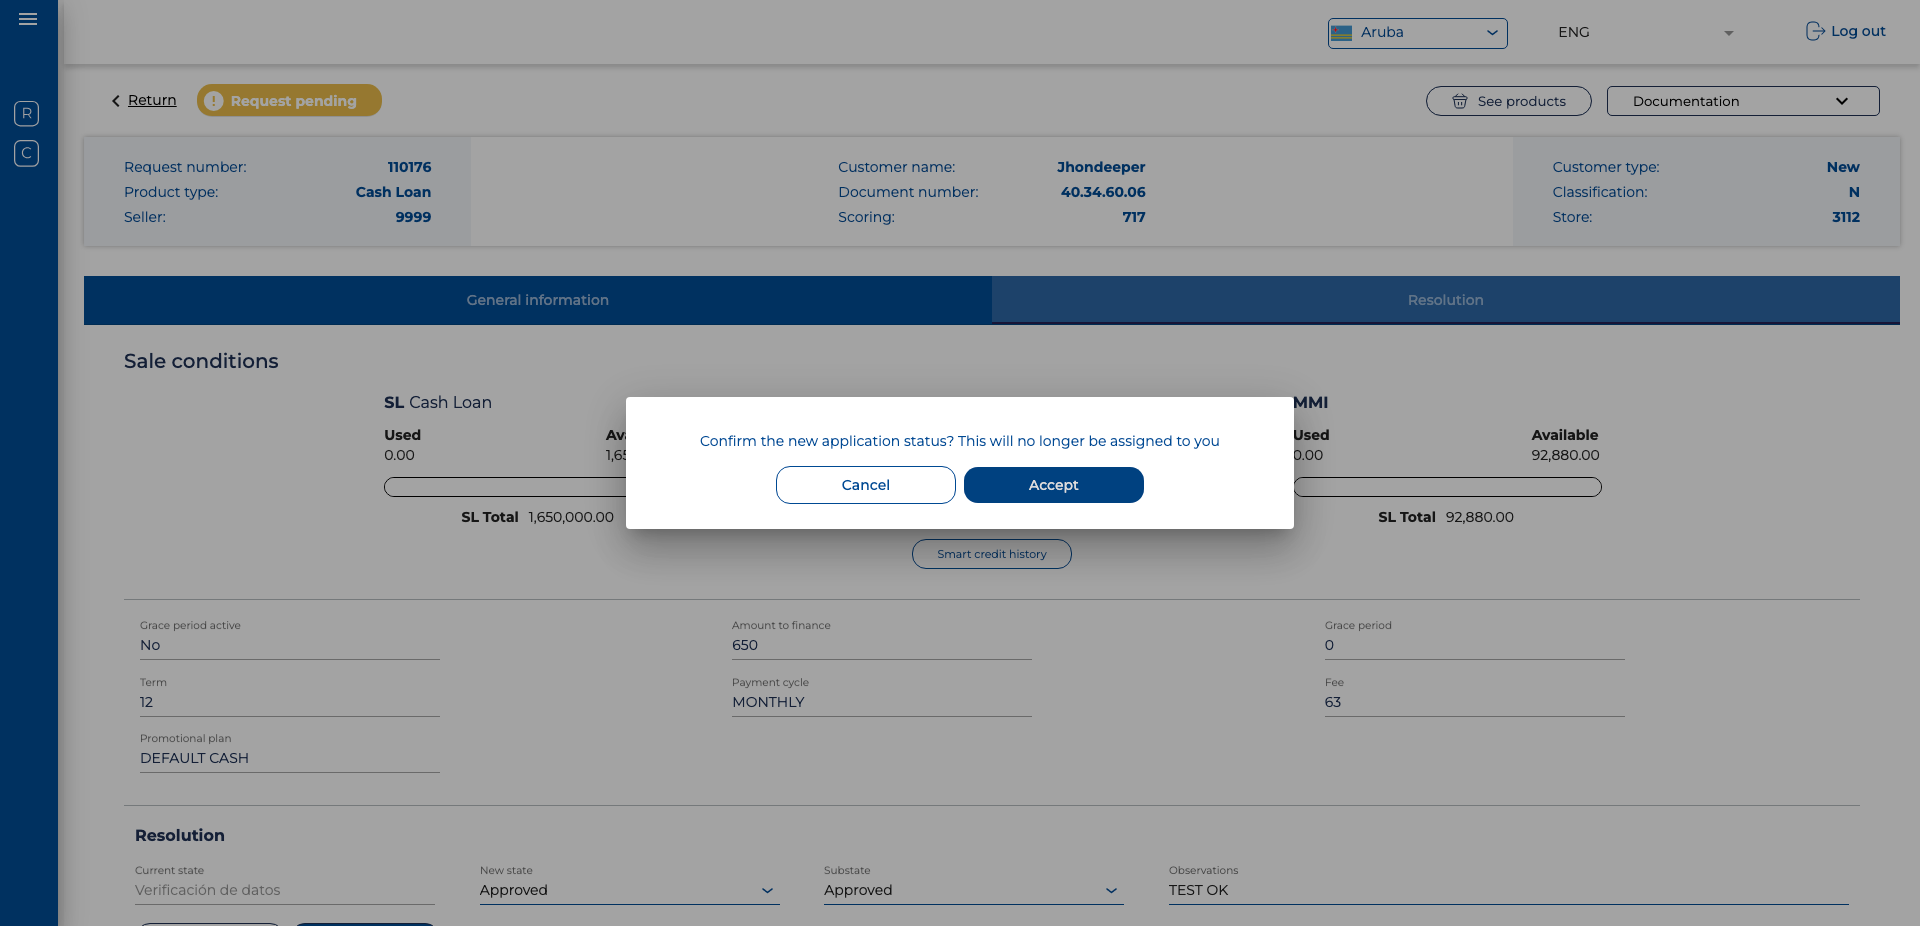 Aruba
ENG
Log out
R
C
Return
! Request pending
See products
Documentation
Request number: 110176
Product type: Cash Loan
Seller: 9999
Customer name: Jhondeeper
Document number: 40.34.60.06
Scoring: 717
Customer type: New
Classification: N
Store: 3112
General information
Resolution
Sale conditions
SL Cash Loan
Used
0.00
SL Total 1,650,000.00
MMI
Used
0.00
Available
92,880.00
SL Total 92,880.00
Confirm the new application status? This will no longer be assigned to you
Cancel
Accept
Smart credit history
Grace period active
No
Amount to finance
650
Grace period
0
Term
12
Payment cycle
MONTHLY
Fee
63
Promotional plan
DEFAULT CASH
Resolution
Current state
Verificación de datos
New state
Approved
Substate
Approved
Observations
TEST OK